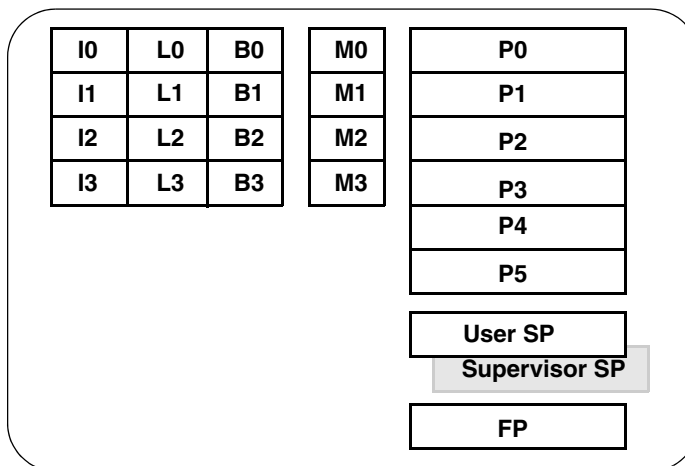 I0 L0 B0 M0 P0
I1 L1 B1 M1 P1
I2 L2 B2 M2 P2
I3 L3 B3 M3 P3
P4
P5
User SP
Supervisor SP
FP